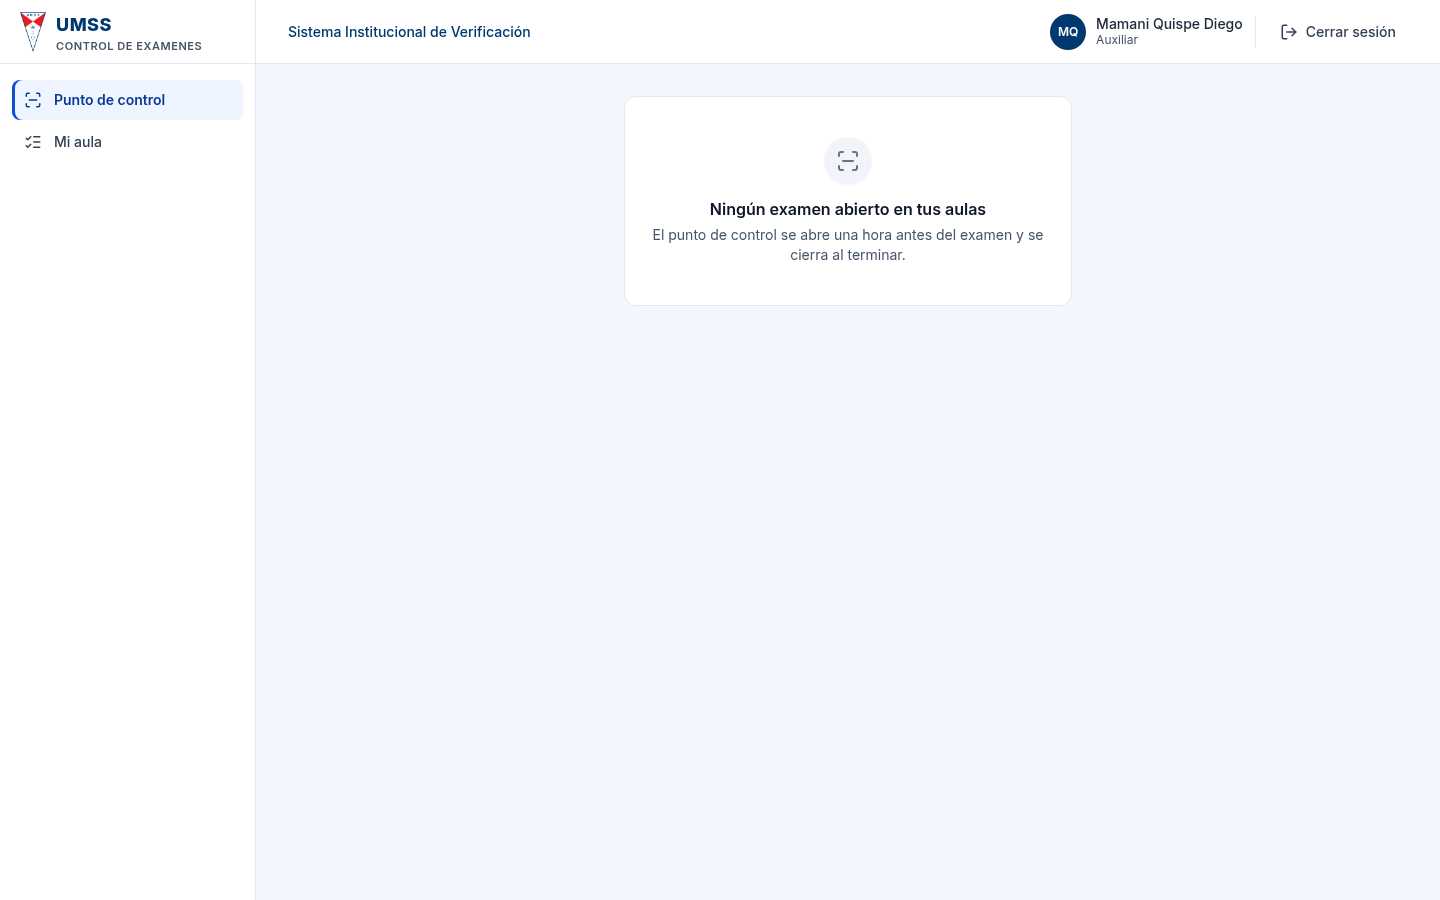 UMSS
CONTROL DE EXÁMENES
Sistema Institucional de Verificación
MQ
Mamani Quispe Diego
Auxiliar
Cerrar sesión
Punto de control
Mi aula
Ningún examen abierto en tus aulas
El punto de control se abre una hora antes del examen y se
cierra al terminar.